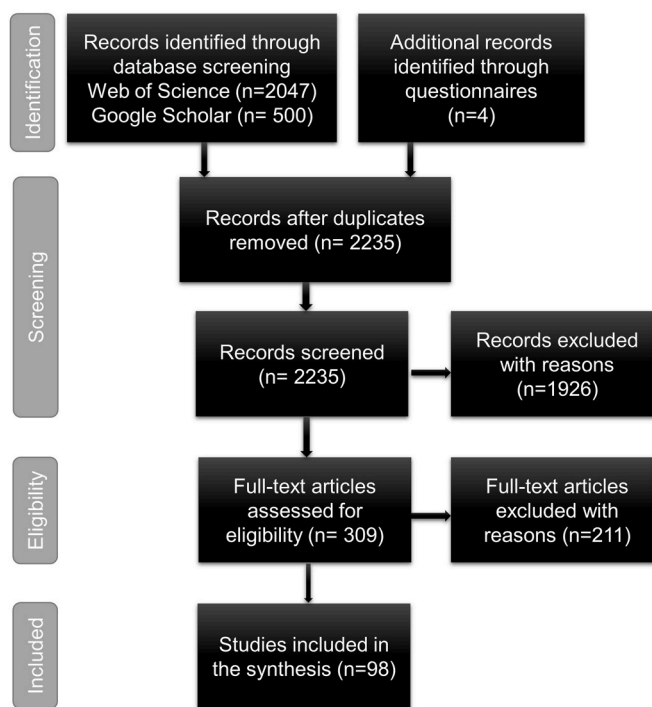 Identification
Records identified through
database screening
Web of Science (n=2047)
Google Scholar (n= 500)
Additional records
identified through
questionnaires
(n=4)
Screening
Records after duplicates
removed (n= 2235)
Records screened
(n= 2235)
Records excluded
with reasons
(n=1926)
Eligibility
Full-text articles
assessed for
eligibility (n= 309)
Full-text articles
excluded with
reasons (n=211)
Included
Studies included in
the synthesis (n=98)